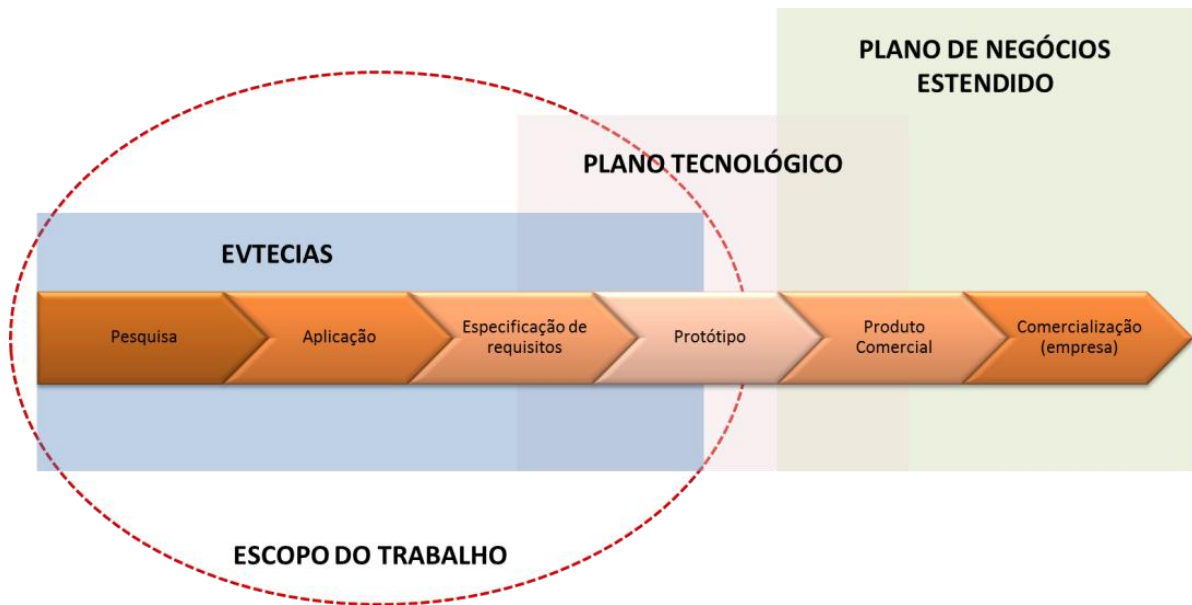 PLANO DE NEGÓCIOS
ESTENDIDO
PLANO TECNOLÓGICO
EVTECIAS
Pesquisa
Aplicação
Especificação de
requisitos
Protótipo
Produto
Comercial
Comercialização
(empresa)
ESCOPO DO TRABALHO